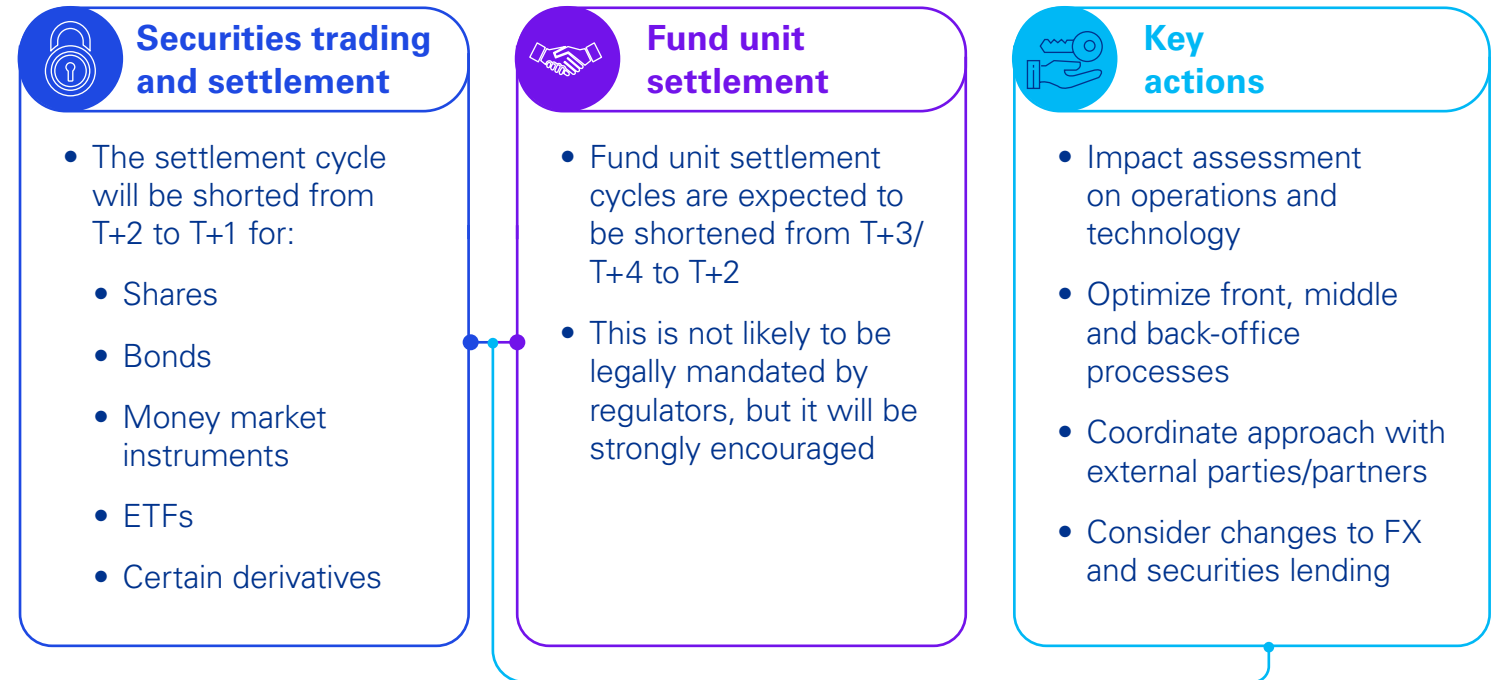 Securities trading
and settlement
• The settlement cycle
will be shorted from
T+2 to T+1 for:
• Shares
• Bonds
• Money market
instruments
• ETFs
• Certain derivatives
Fund unit
settlement
• Fund unit settlement
cycles are expected to
be shortened from T+3/
T+4 to T+2
• This is not likely to be
legally mandated by
regulators, but it will be
strongly encouraged
Key
actions
• Impact assessment
on operations and
technology
• Optimize front, middle
and back-office
processes
• Coordinate approach with
external parties/partners
• Consider changes to FX
and securities lending